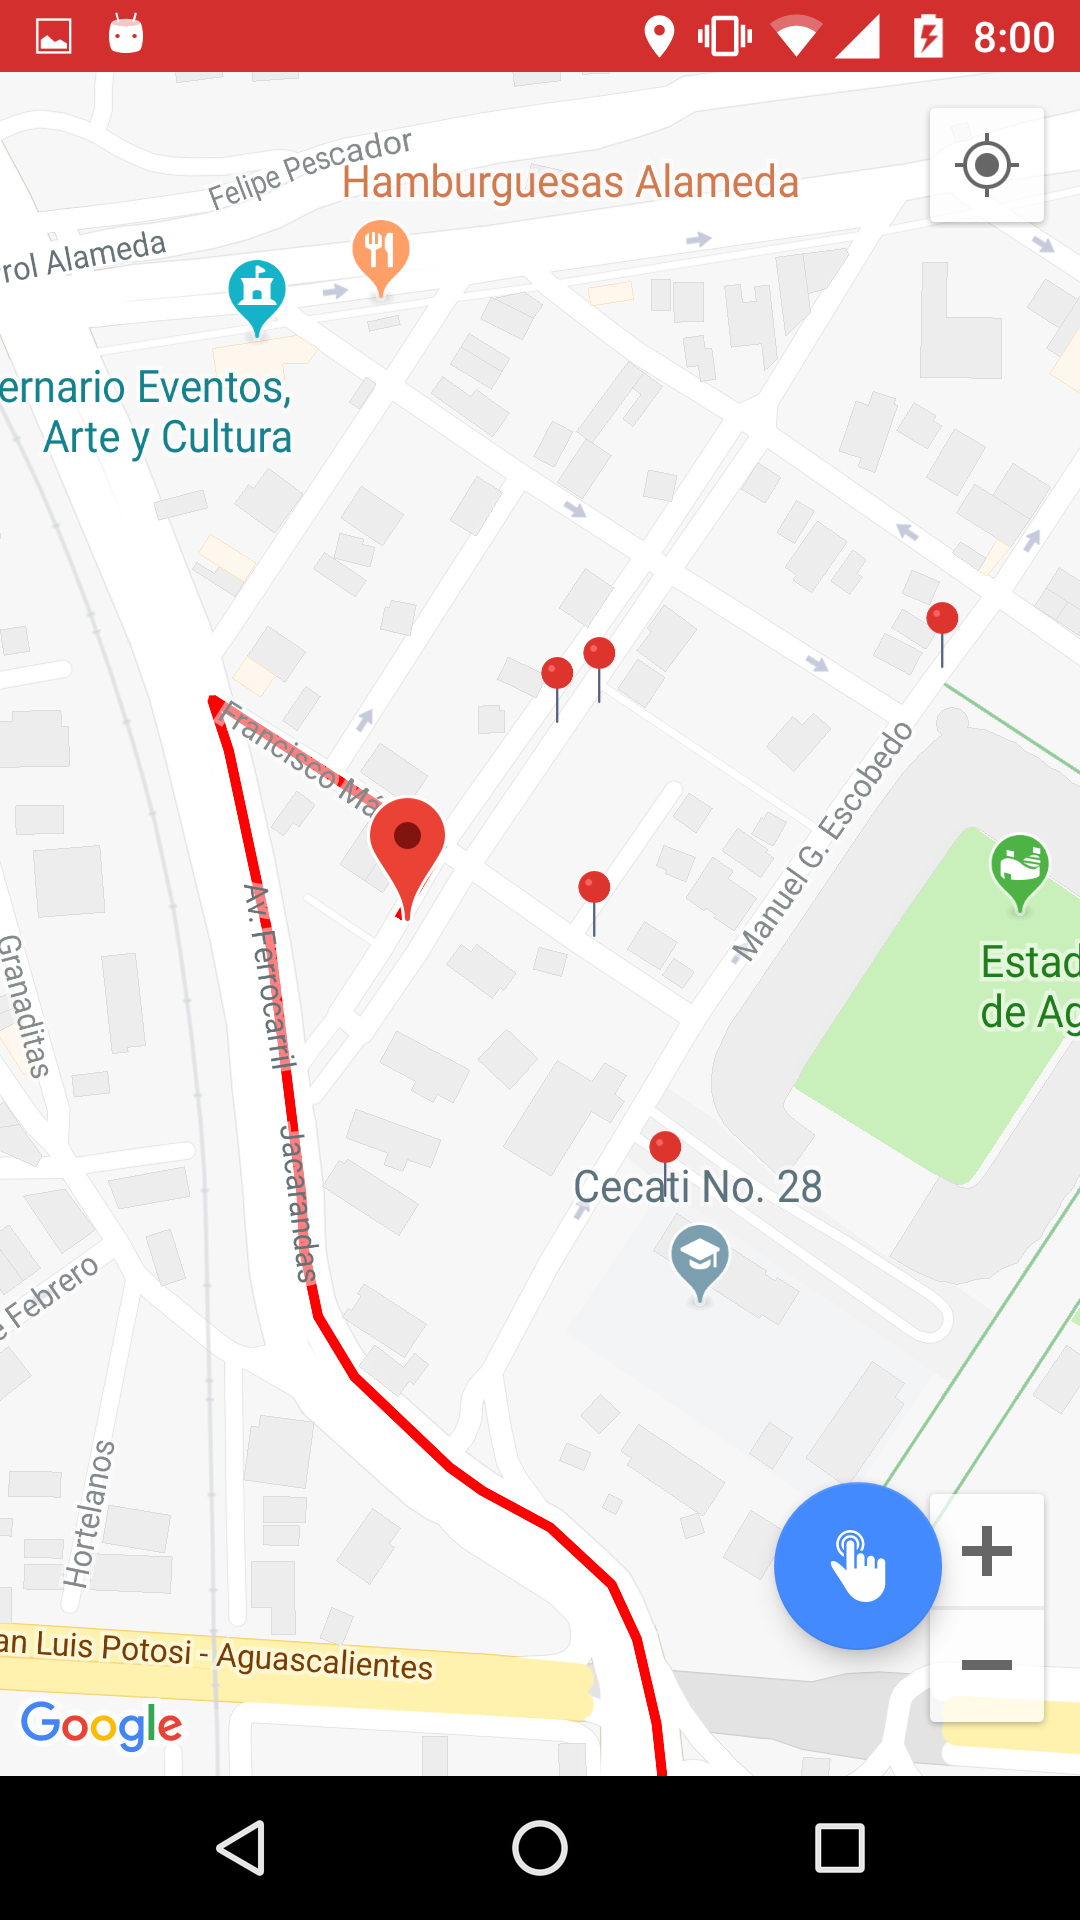 8:00
Felipe Pescador
Hamburguesas Alameda
rol Alameda
ernario Eventos,
Arte y Cultura
Francisco Má
Manuel G. Escobedo
Av. Ferrocarril
Estad
de Ag
Granaditas
Jacarandas
Cecati No. 28
Febrero
Hortelanos
an Luis Potosi - Aguascalientes
Google